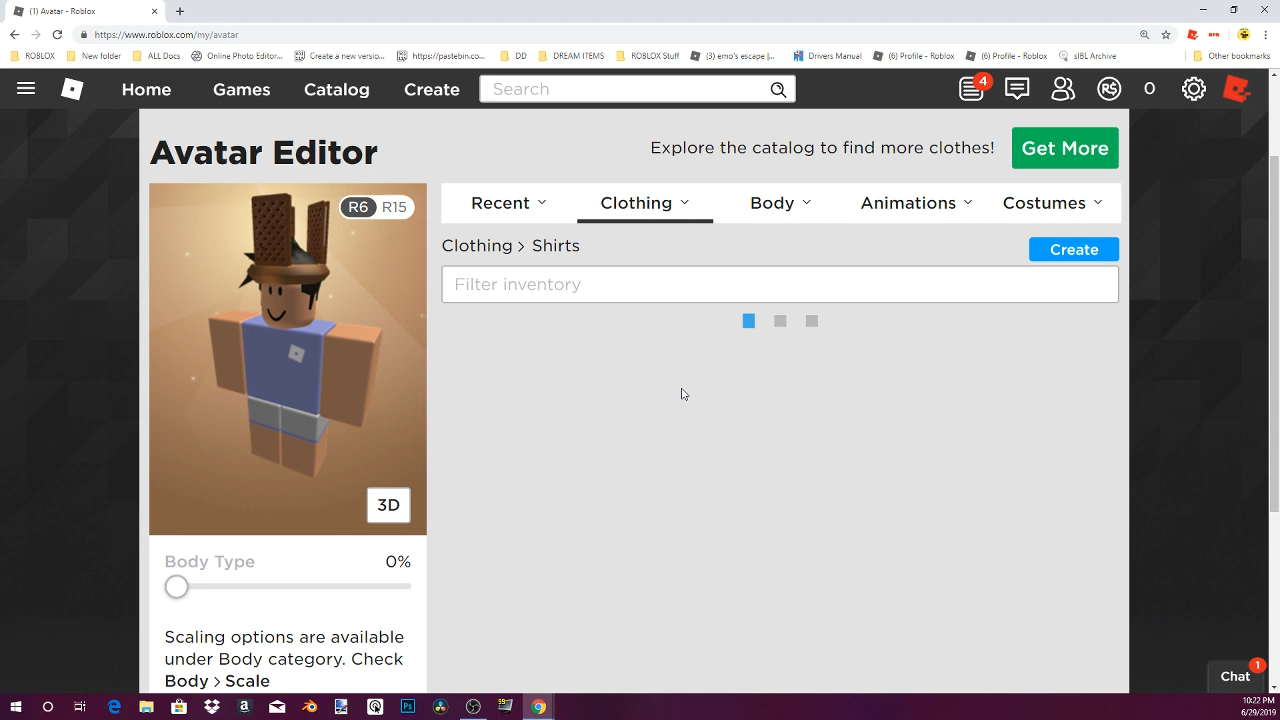 (1) Avatar - Roblox
https://www.roblox.com/my/avatar
ROBLOX New folder ALL Docs Online Photo Editor... Create a new versio... https://pastebin.c... DD DREAM ITEMS ROBLOX Stuff (3) emo's escape |... Drivers Manual (6) Profile - Roblox (6) Profile - Roblox sIBL Archive Other bookmarks
Home Games Catalog Create Search 4 R$ 0
Avatar Editor
Explore the catalog to find more clothes! Get More
R6 R15
Recent Clothing Body Animations Costumes
Clothing > Shirts
Create
Filter inventory
3D
Body Type 0%
Scaling options are available
under Body category. Check
Body > Scale
Chat 1
10:22 PM
6/29/2019